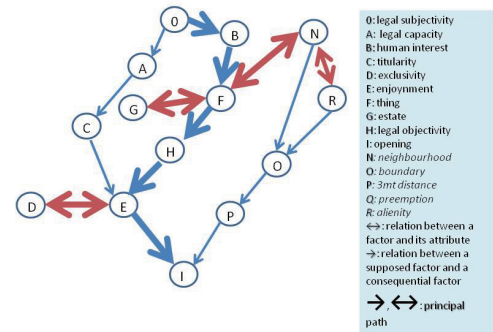 0
B
N
A
G
F
R
C
H
O
D
E
P
I
0: legal subjectivity
A: legal capacity
B: human interest
C: titularity
D: exclusivity
E: enjoynment
F: thing
G: estate
H: legal objectivity
I: opening
N: neighbourhood
O: boundary
P: 3mt distance
Q: preemption
R: alienity
↔: relation between a
factor and its attribute
→: relation between a
supposed factor and a
consequential factor
→, ↔: principal
path